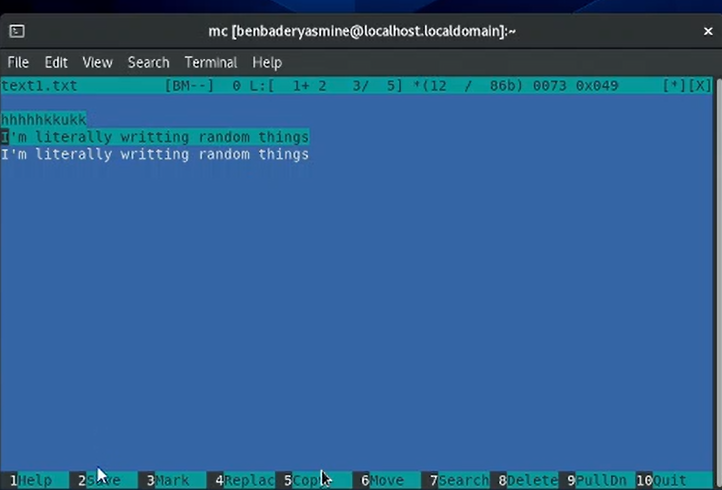 mc [benbaderyasmine@localhost.localdomain]:~
File Edit View Search Terminal Help
text1.txt [BM--] 0 L:[ 1+ 2 3/ 5] *(12 / 86b) 0073 0x049 [*][X]
hhhhhkkukk
I'm literally writting random things
I'm literally writting random things
1Help 2Save 3Mark 4Replac 5Copy 6Move 7Search 8Delete 9PullDn 10Quit